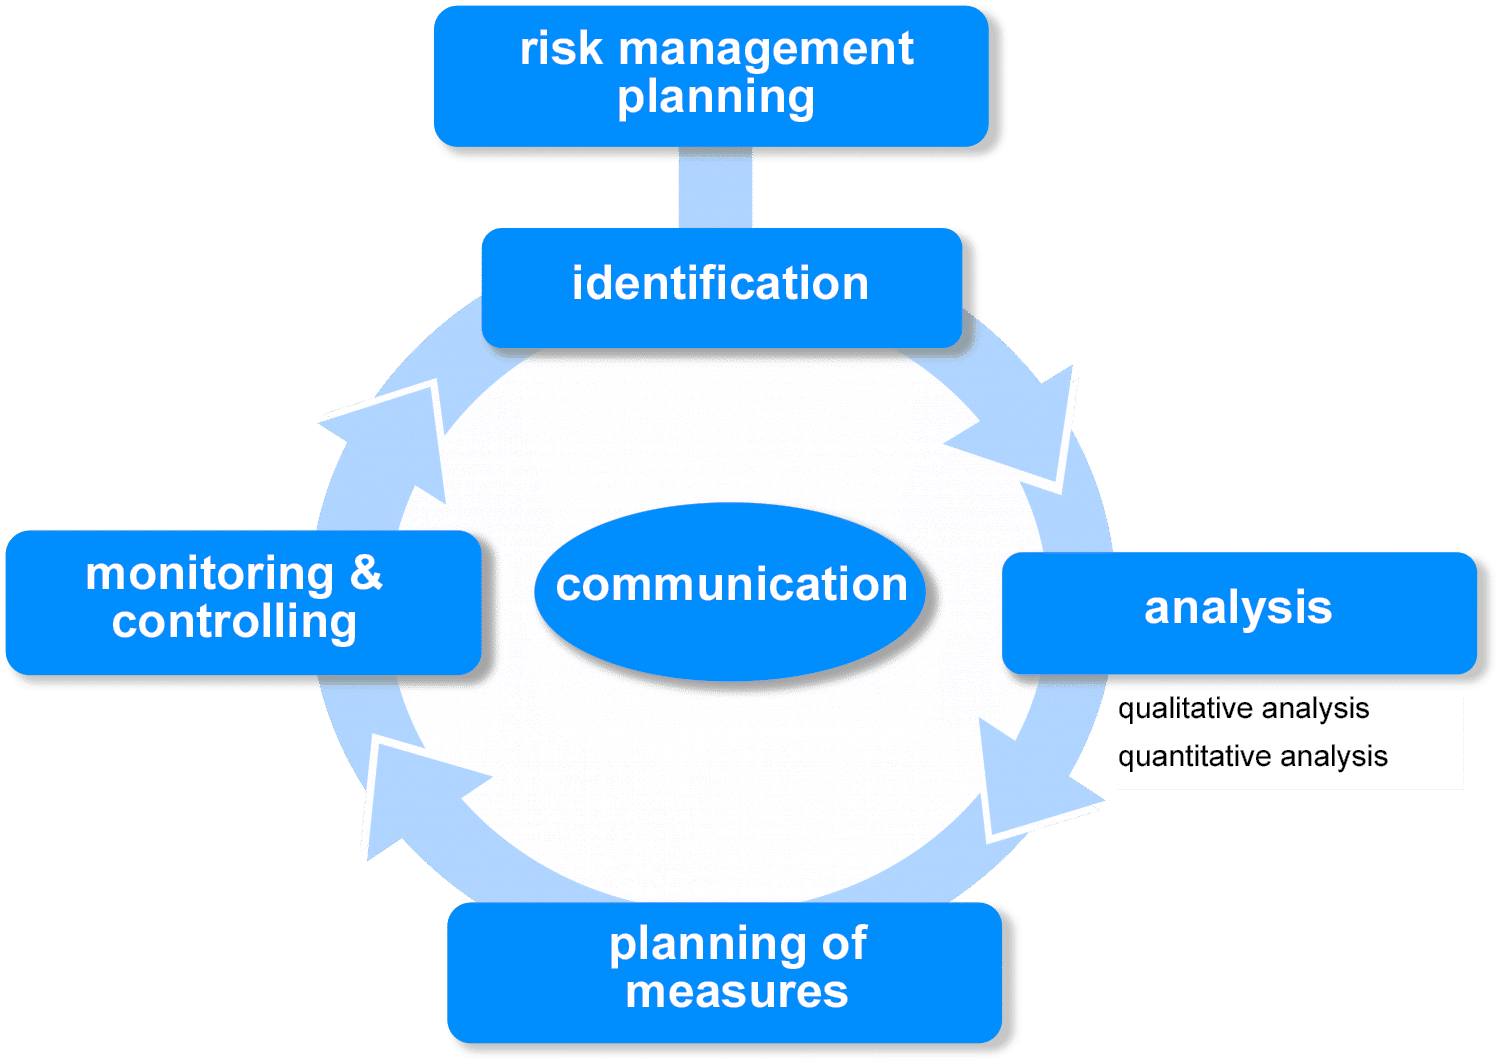 risk management
planning
identification
monitoring &
controlling
communication
analysis
qualitative analysis
quantitative analysis
planning of
measures